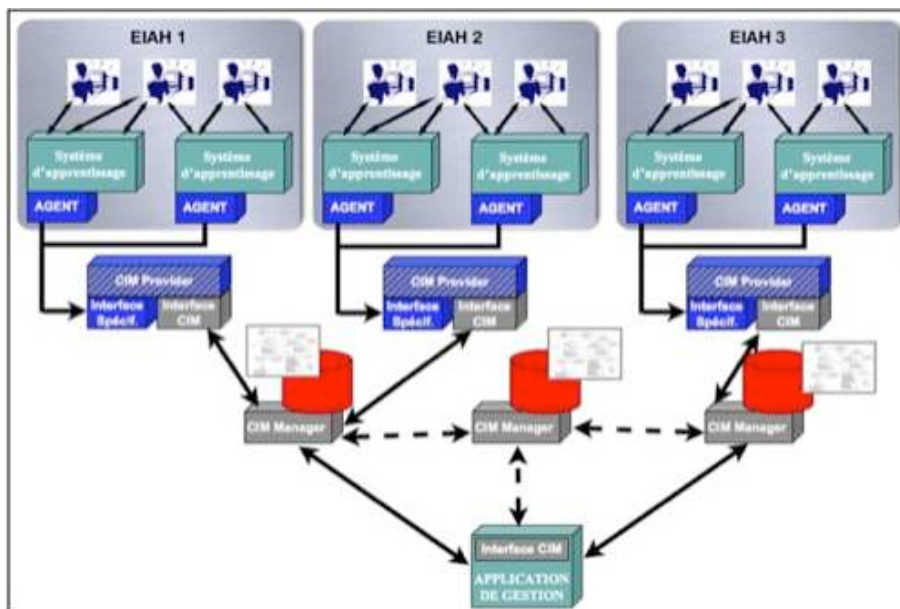 EIAH 1
EIAH 2
EIAH 3
Système
d'apprentissage
Système
d'apprentissage
Système
d'apprentissage
Système
d'apprentissage
Système
d'apprentissage
Système
d'apprentissage
AGENT
AGENT
AGENT
AGENT
AGENT
AGENT
CIM Provider
CIM Provider
CIM Provider
Interface
Spécif.
Interface
CIM
Interface
Spécif.
Interface
CIM
Interface
Spécif.
Interface
CIM
CIM Manager
CIM Manager
CIM Manager
Interface CIM
APPLICATION
DE GESTION